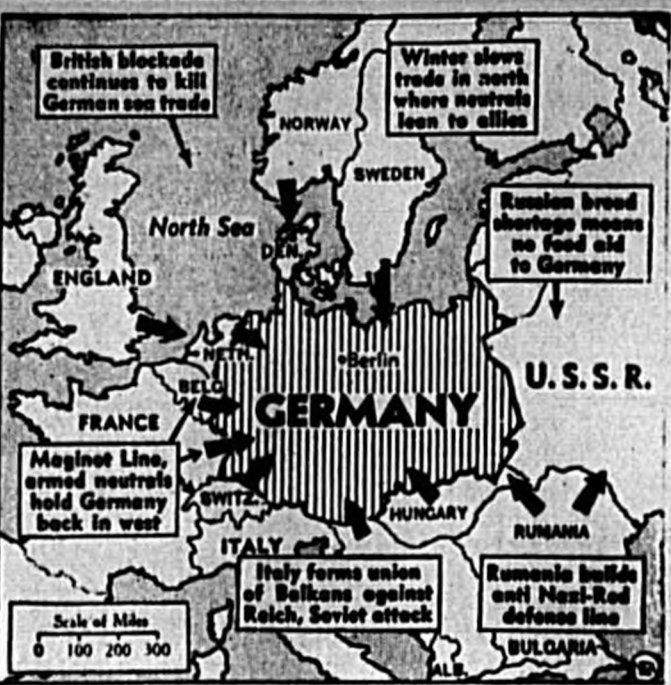 British blockade
continues to kill
German sea trade
Winter slows
trade in north
where neutrals
lean to allies
NORWAY
SWEDEN
Russian bread
shortage means
no food aid
to Germany
North Sea
DEN.
ENGLAND
NETH.
Berlin
U.S.S.R.
BELG.
GERMANY
FRANCE
Maginot Line,
armed neutrals
hold Germany
back in west
SWITZ.
HUNGARY
RUMANIA
ITALY
Italy forms union
of Balkans against
Reich, Soviet attack
Rumania builds
anti Nazi-Red
defense line
Scale of Miles
0 100 200 300
ALB.
BULGARIA